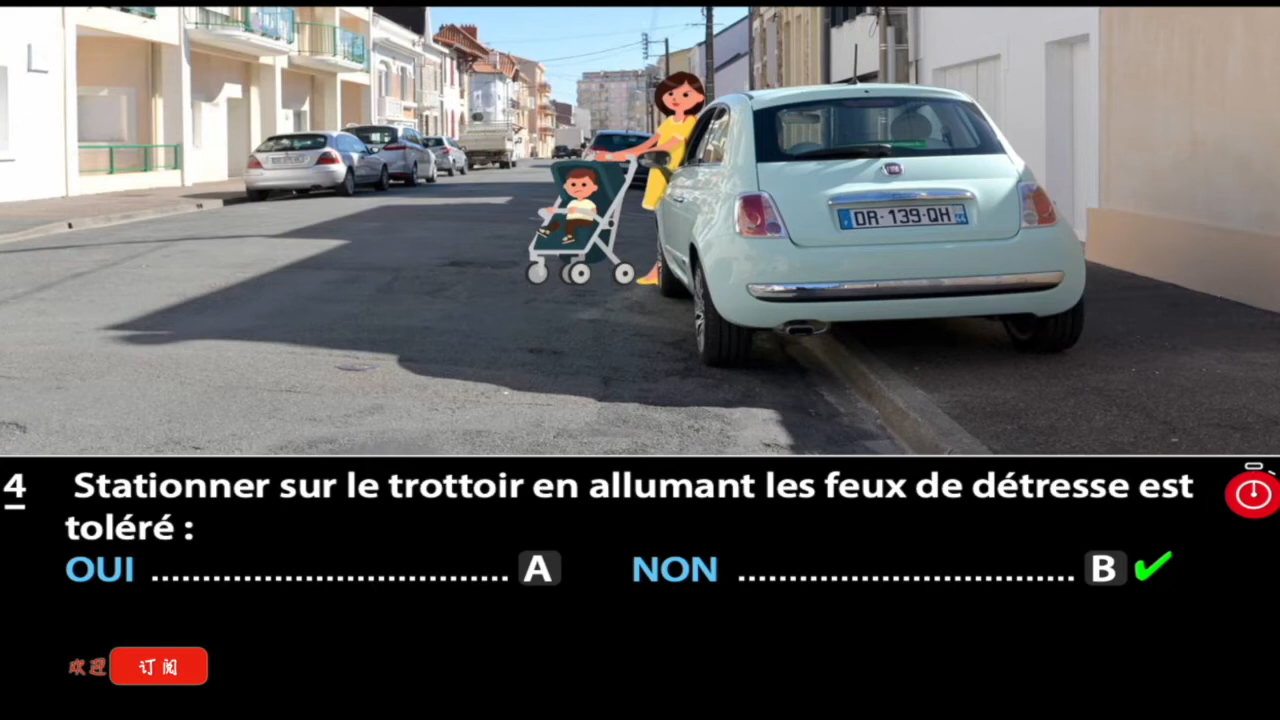 DR-139-QH
4 Stationner sur le trottoir en allumant les feux de détresse est
toléré :
OUI ................................. A NON ............................... B ✔
欢迎 订阅